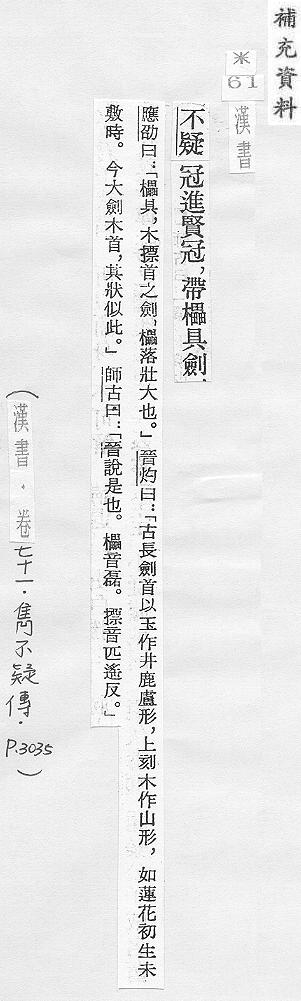 補充資料
※
61
漢書
不疑冠進賢冠,帶櫑具劍,
應劭曰:「櫑具,木摽首之劍,櫑落壯大也。」晉灼曰:「古長劍首以玉作井鹿盧形,上刻木作山形,如蓮花初生未
敷時。今大劍木首,其狀似此。」師古曰:「晉說是也。櫑音磊。摽音匹遙反。」
(漢書·卷七十一·雋不疑傳·P.3035)